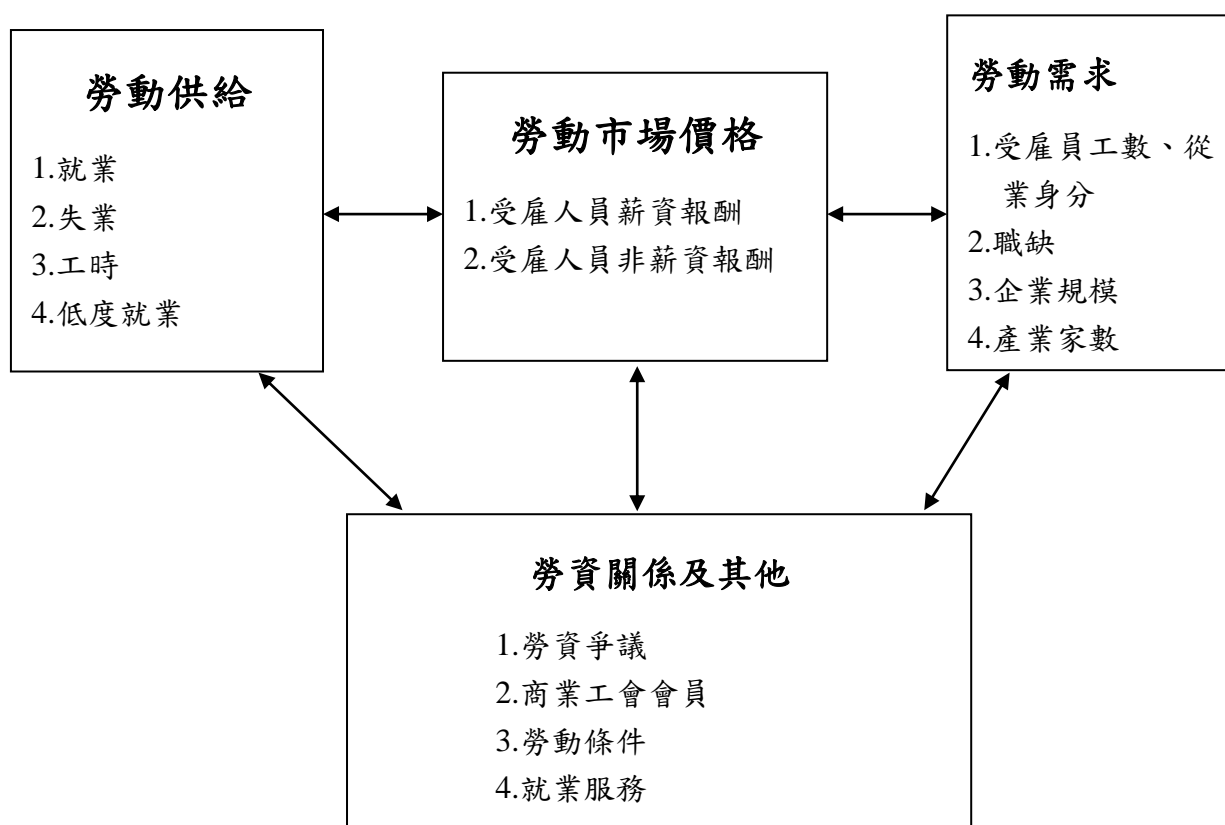 勞動供給
1.就業
2.失業
3.工時
4.低度就業
勞動市場價格
1.受雇人員薪資報酬
2.受雇人員非薪資報酬
勞動需求
1.受雇員工數、從
業身分
2.職缺
3.企業規模
4.產業家數
勞資關係及其他
1.勞資爭議
2.商業工會會員
3.勞動條件
4.就業服務